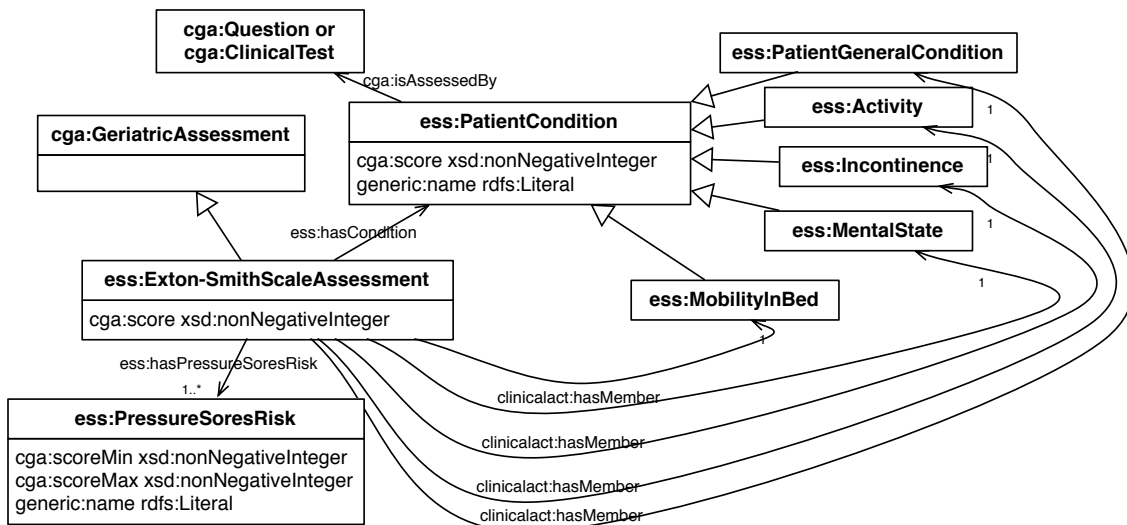 cga:Question or
cga:ClinicalTest
ess:PatientGeneralCondition
cga:isAssessedBy
ess:Activity
1
cga:GeriatricAssessment
ess:PatientCondition
cga:score xsd:nonNegativeInteger
generic:name rdfs:Literal
ess:Incontinence
1
ess:MentalState
1
ess:hasCondition
ess:Exton-SmithScaleAssessment
cga:score xsd:nonNegativeInteger
ess:MobilityInBed
1
1
ess:hasPressureSoresRisk
1..*
ess:PressureSoresRisk
cga:scoreMin xsd:nonNegativeInteger
cga:scoreMax xsd:nonNegativeInteger
generic:name rdfs:Literal
clinicalact:hasMember
clinicalact:hasMember
clinicalact:hasMember
clinicalact:hasMember